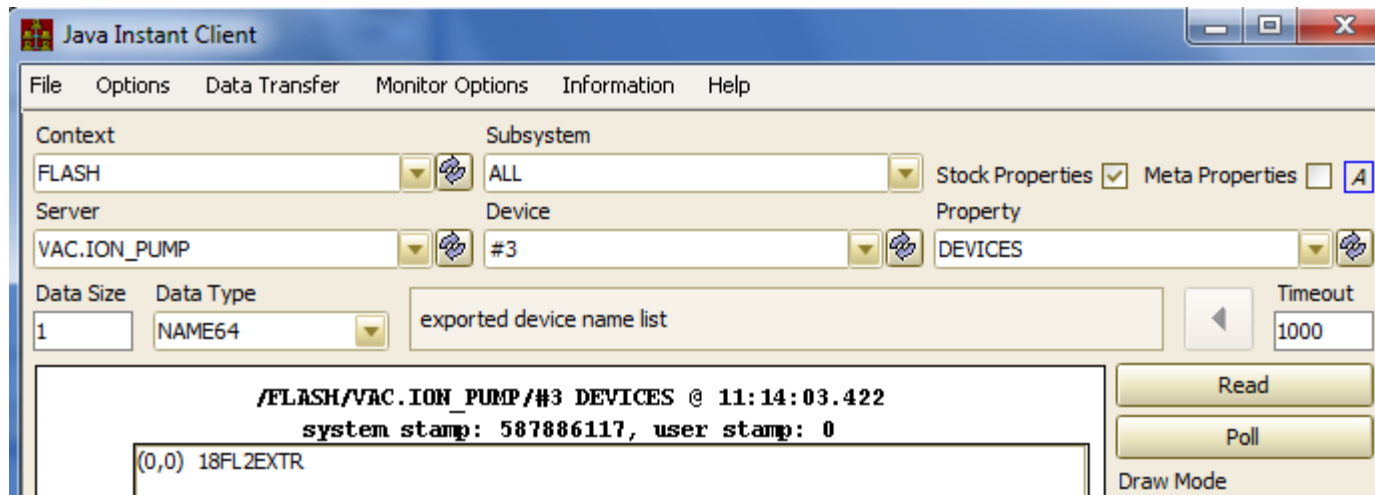 Java Instant Client
File Options Data Transfer Monitor Options Information Help
Context Subsystem
FLASH ALL Stock Properties Meta Properties A
Server Device Property
VAC.ION_PUMP #3 DEVICES
Data Size Data Type Timeout
1 NAME64 exported device name list 1000
/FLASH/VAC.ION_PUMP/#3 DEVICES @ 11:14:03.422
Read
system stamp: 587886117, user stamp: 0
Poll
(0,0) 18FL2EXTR
Draw Mode